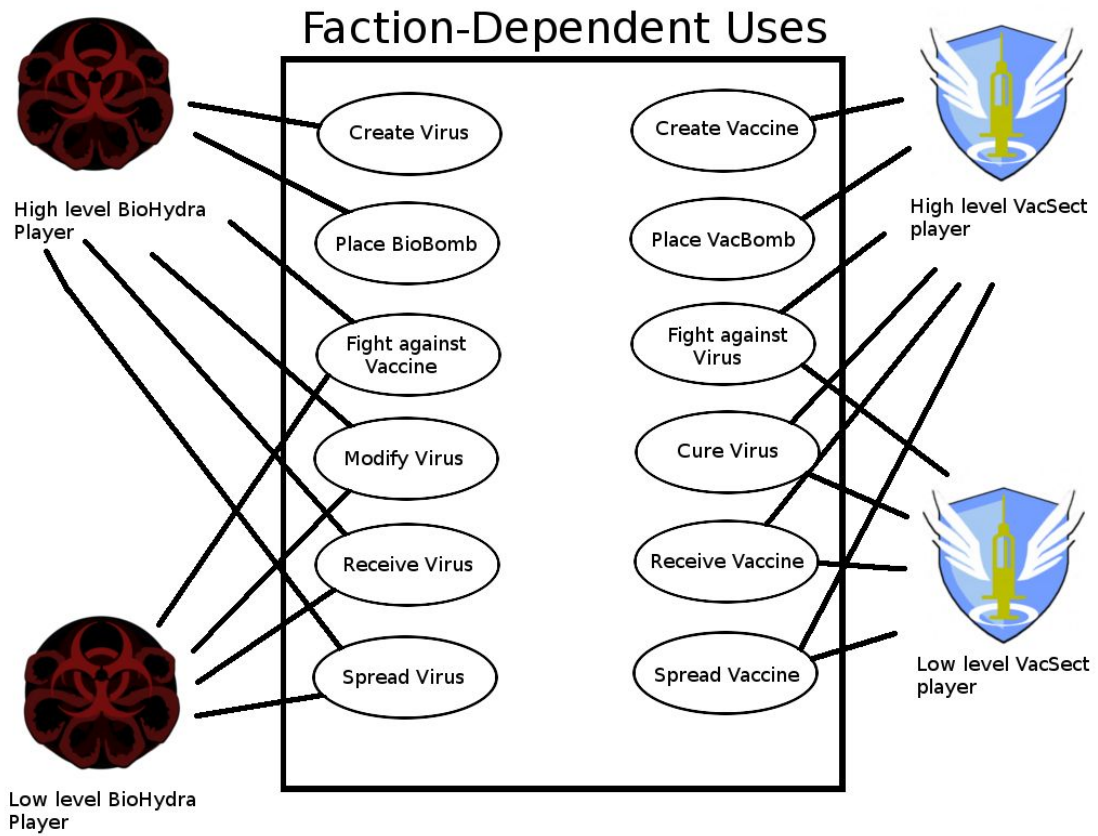 Faction-Dependent Uses
High level BioHydra
Player
Create Virus
Place BioBomb
Fight against
Vaccine
Modify Virus
Receive Virus
Spread Virus
Low level BioHydra
Player
Create Vaccine
Place VacBomb
Fight against
Virus
Cure Virus
Receive Vaccine
Spread Vaccine
High level VacSect
player
Low level VacSect
player